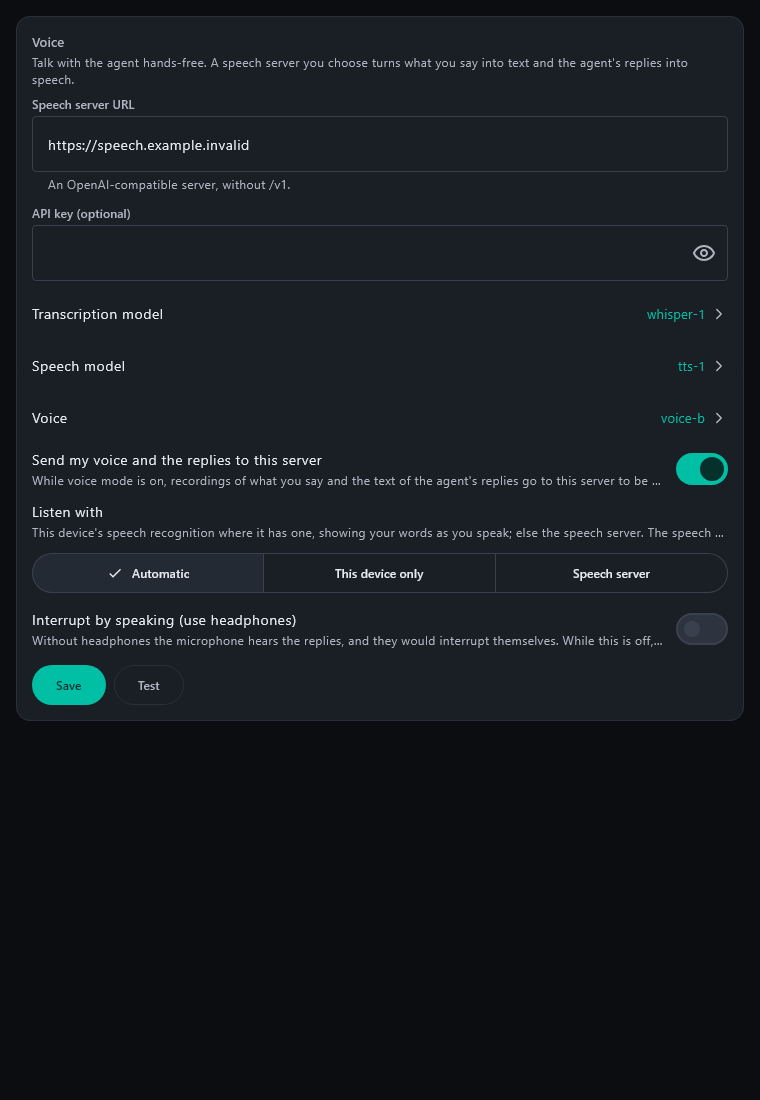 Voice
Talk with the agent hands-free. A speech server you choose turns what you say into text and the agent's replies into
speech.
Speech server URL
https://speech.example.invalid
An OpenAI-compatible server, without /v1.
API key (optional)
Transcription model
whisper-1
Speech model
tts-1
Voice
voice-b
Send my voice and the replies to this server
While voice mode is on, recordings of what you say and the text of the agent's replies go to this server to be ...
Listen with
This device's speech recognition where it has one, showing your words as you speak; else the speech server. The speech ...
Automatic
This device only
Speech server
Interrupt by speaking (use headphones)
Without headphones the microphone hears the replies, and they would interrupt themselves. While this is off,...
Save
Test